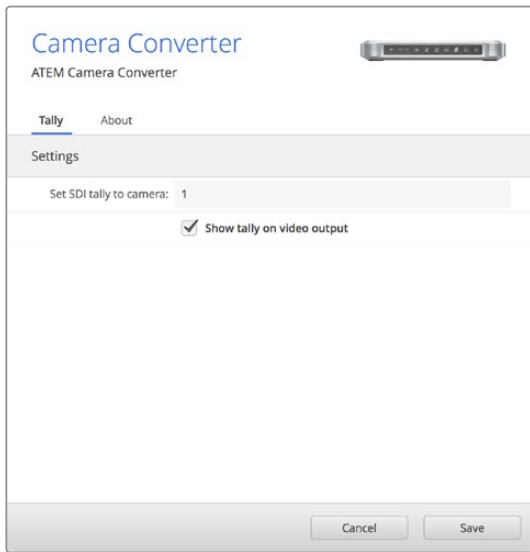 Camera Converter
ATEM Camera Converter
Tally About
Settings
Set SDI tally to camera: 1
Show tally on video output
Cancel Save